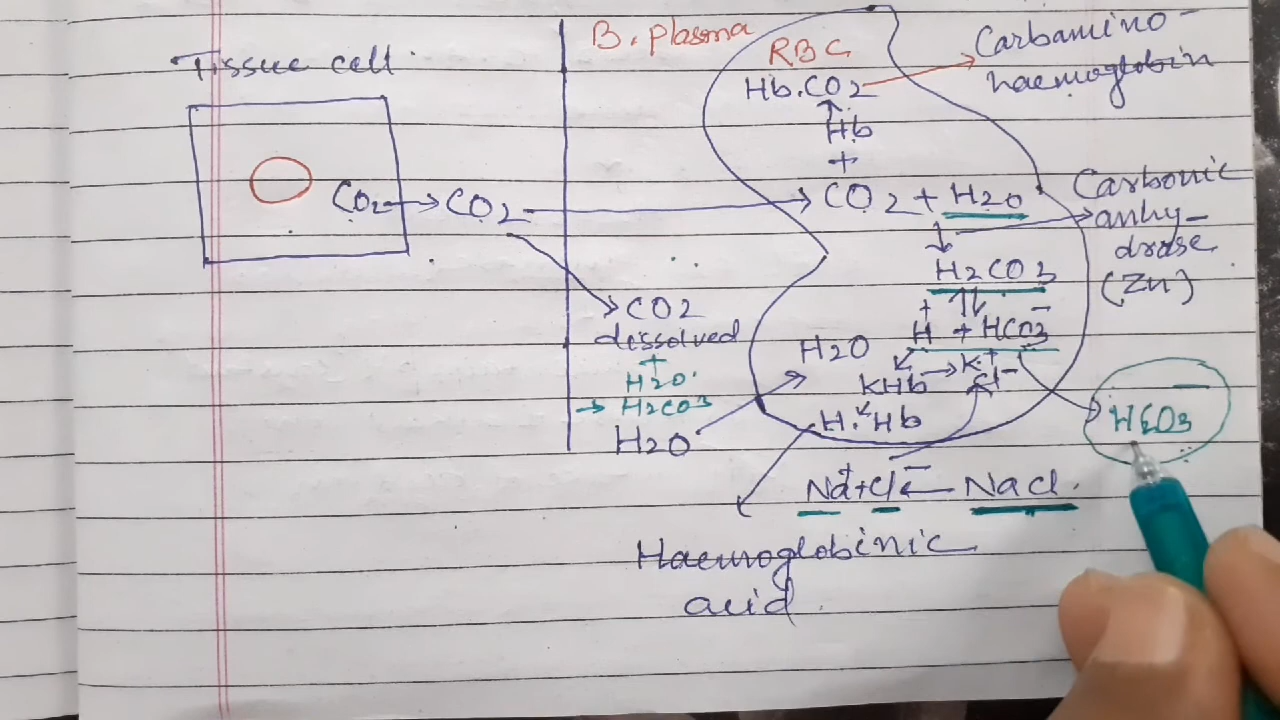 Tissue cell
B. plasma
RBC
Carbamino-
haemoglobin
Hb.CO2
Hb
+
CO2 → CO2
CO2 + H2O
Carbonic
anhy-
drase
(Zn)
H2CO3
H+ + HCO3-
CO2
dissolved
+
H2O
→ H2CO3
H2O
H2O
KHb → K+
Cl-
H.Hb
HCO3-
Na+ + Cl- ← NaCl.
Haemoglobinic
acid.